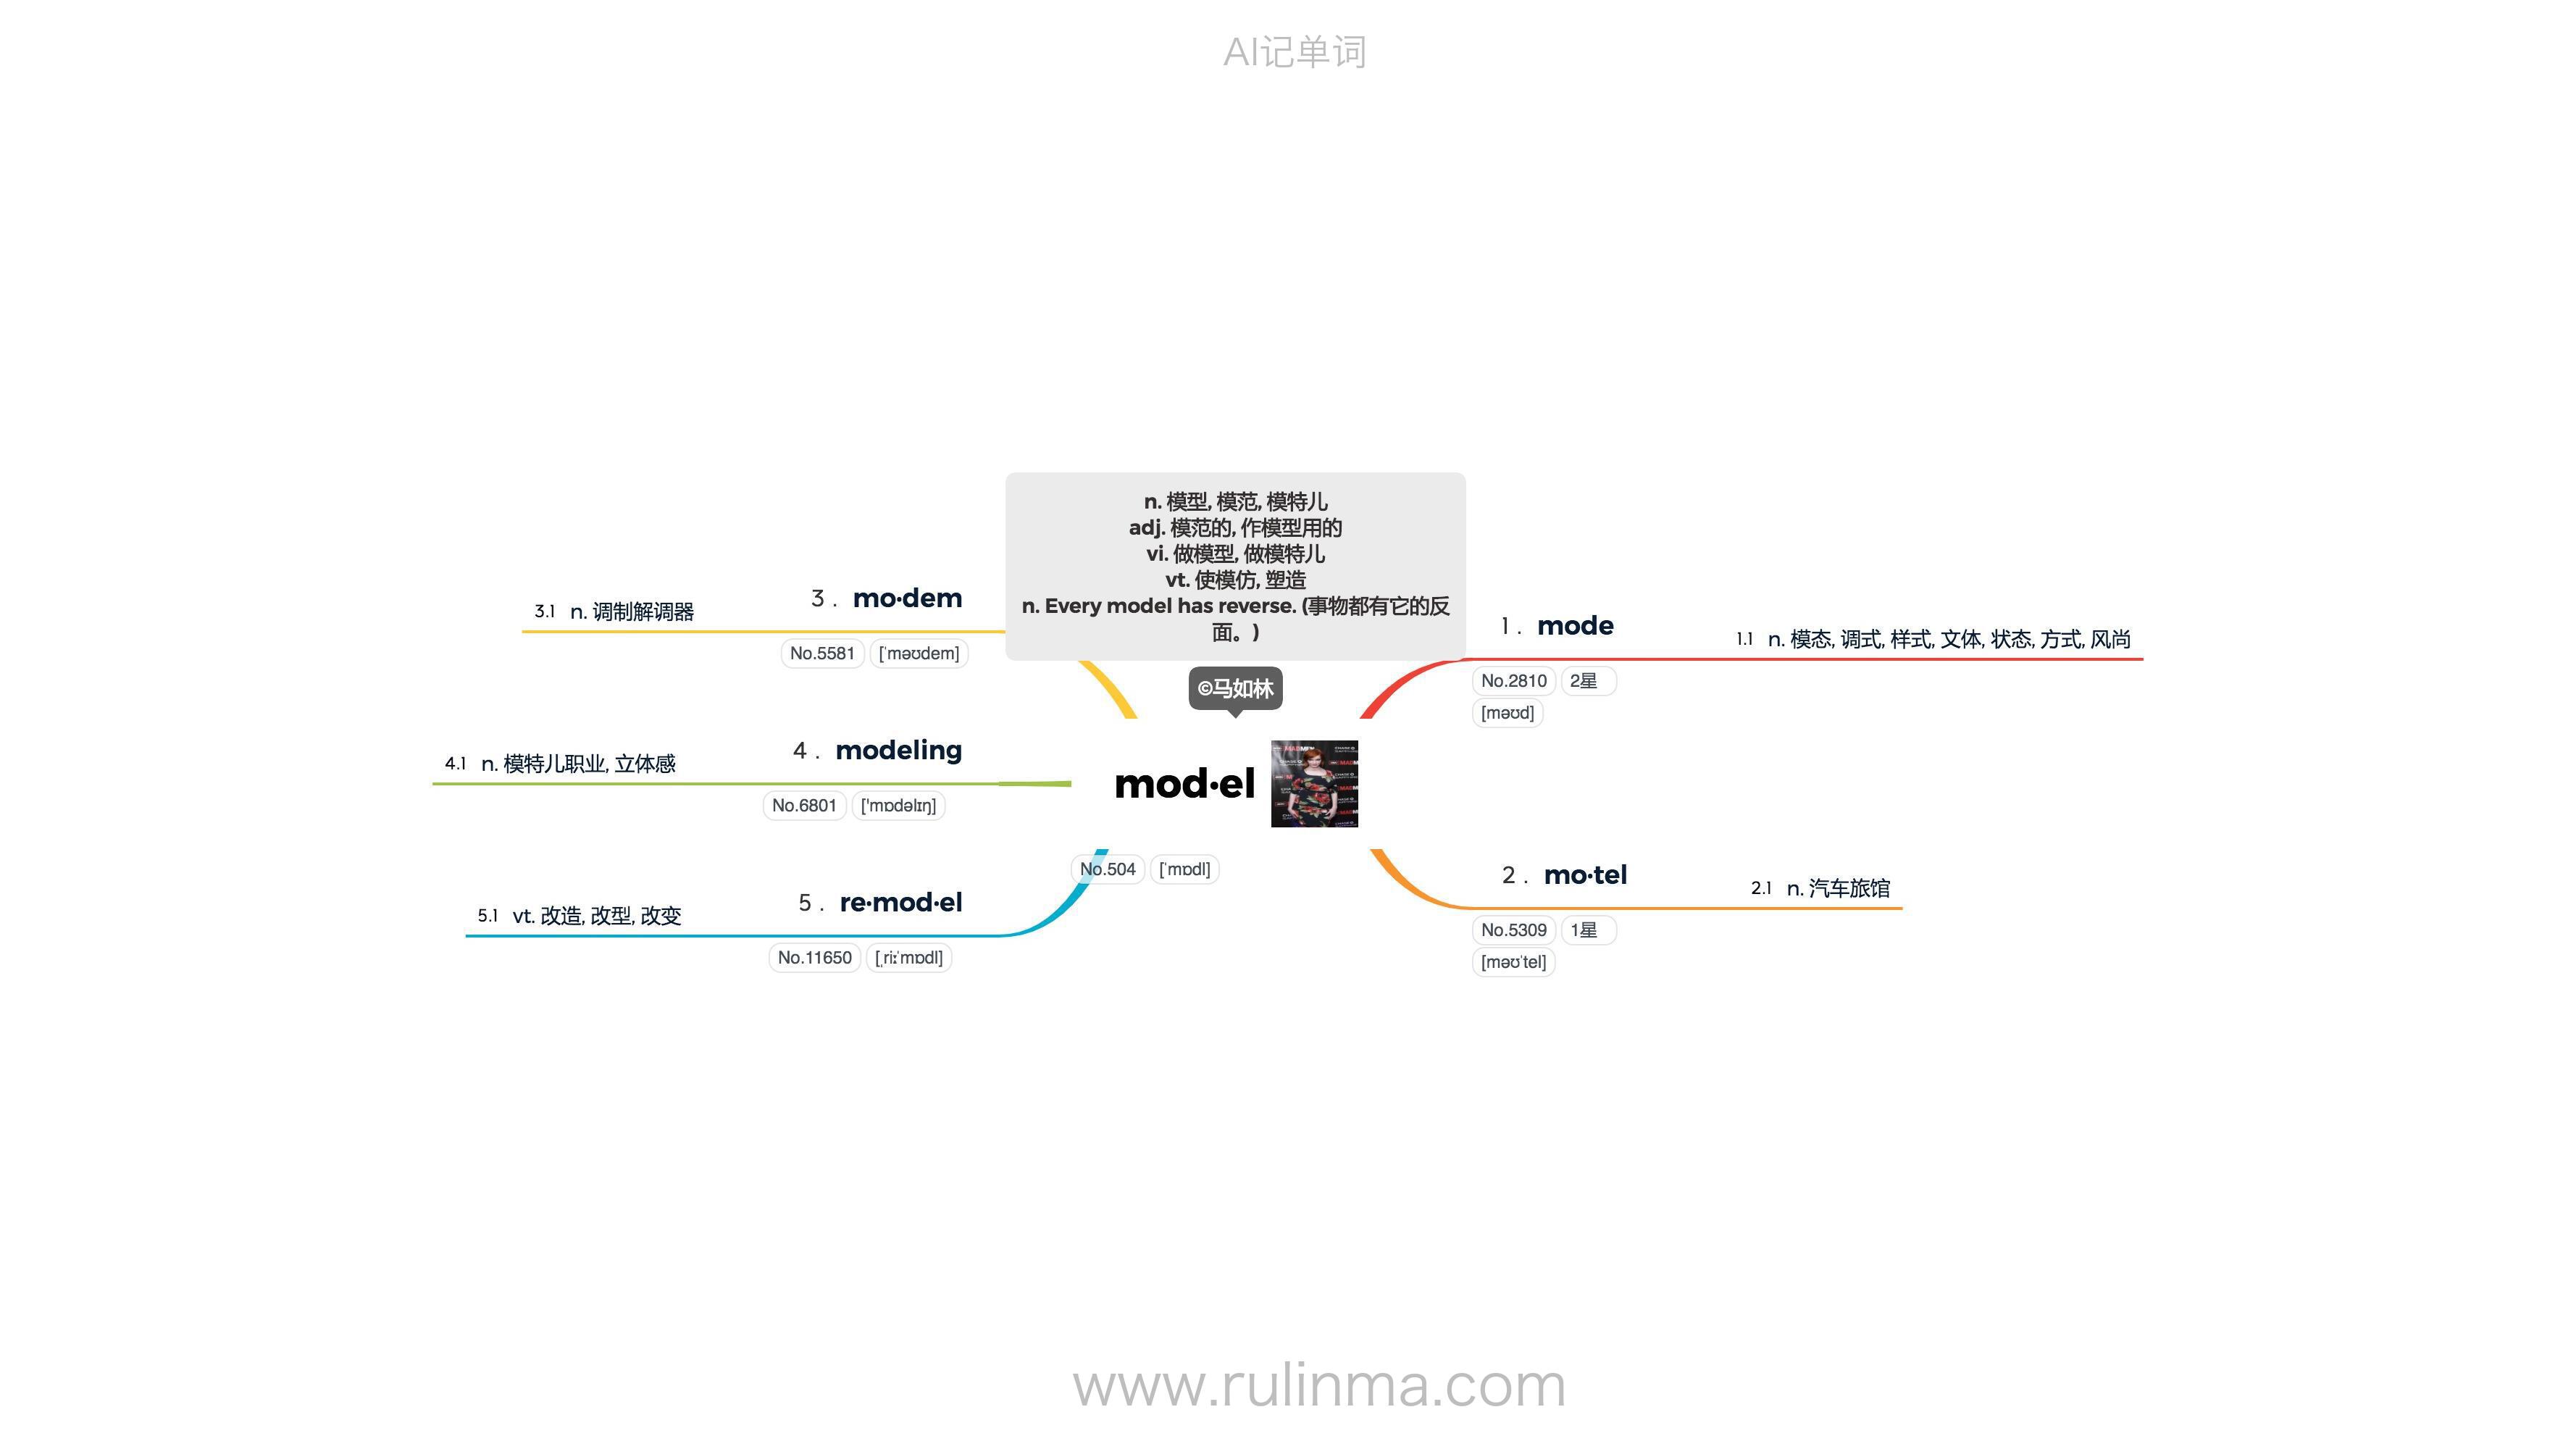 AI记单词
n. 模型, 模范, 模特儿
adj. 模范的, 作模型用的
vi. 做模型, 做模特儿
vt. 使模仿, 塑造
n. Every model has reverse. (事物都有它的反
面。)
©马如林
mod·el
No.504 [ˈmɒdl]
1 . mode
No.2810 2星
[məʊd]
1.1 n. 模态, 调式, 样式, 文体, 状态, 方式, 风尚
2 . mo·tel
No.5309 1星
[məʊˈtel]
2.1 n. 汽车旅馆
3 . mo·dem
No.5581 [ˈməʊdem]
3.1 n. 调制解调器
4 . modeling
No.6801 ['mɒdəlɪŋ]
4.1 n. 模特儿职业, 立体感
5 . re·mod·el
No.11650 [ˌriːˈmɒdl]
5.1 vt. 改造, 改型, 改变
www.rulinma.com